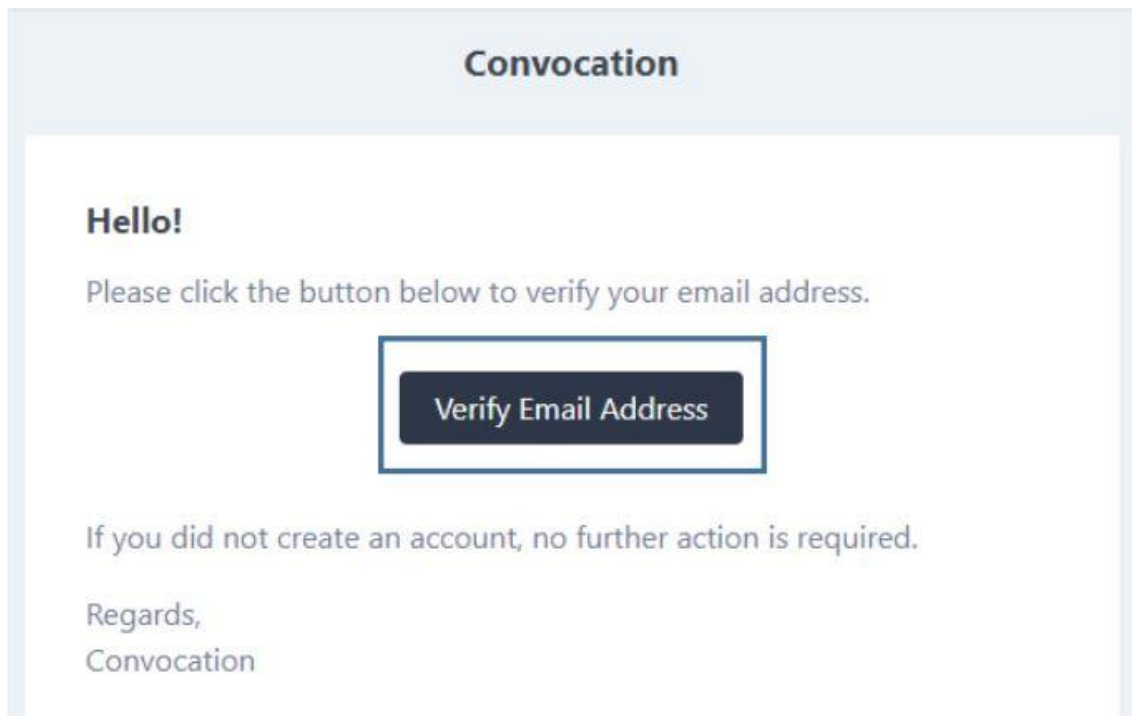 Convocation
Hello!
Please click the button below to verify your email address.
Verify Email Address
If you did not create an account, no further action is required.
Regards,
Convocation